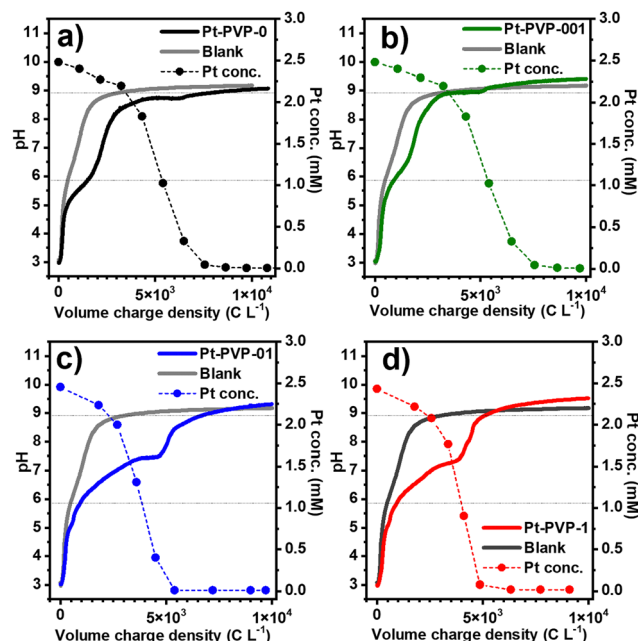 a)
Pt-PVP-0
Blank
Pt conc.
11
10
9
8
7
6
5
4
3
pH
3.0
2.5
2.0
1.5
1.0
0.5
0.0
Pt conc. (mM)
0
5×10³
1×10⁴
Volume charge density (C L⁻¹)
b)
Pt-PVP-001
Blank
Pt conc.
11
10
9
8
7
6
5
4
3
pH
3.0
2.5
2.0
1.5
1.0
0.5
0.0
Pt conc. (mM)
0
5×10³
1×10⁴
Volume charge density (C L⁻¹)
c)
Pt-PVP-01
Blank
Pt conc.
11
10
9
8
7
6
5
4
3
pH
3.0
2.5
2.0
1.5
1.0
0.5
0.0
Pt conc. (mM)
0
5×10³
1×10⁴
Volume charge density (C L⁻¹)
d)
Pt-PVP-1
Blank
Pt conc.
11
10
9
8
7
6
5
4
3
pH
3.0
2.5
2.0
1.5
1.0
0.5
0.0
Pt conc. (mM)
0
5×10³
1×10⁴
Volume charge density (C L⁻¹)